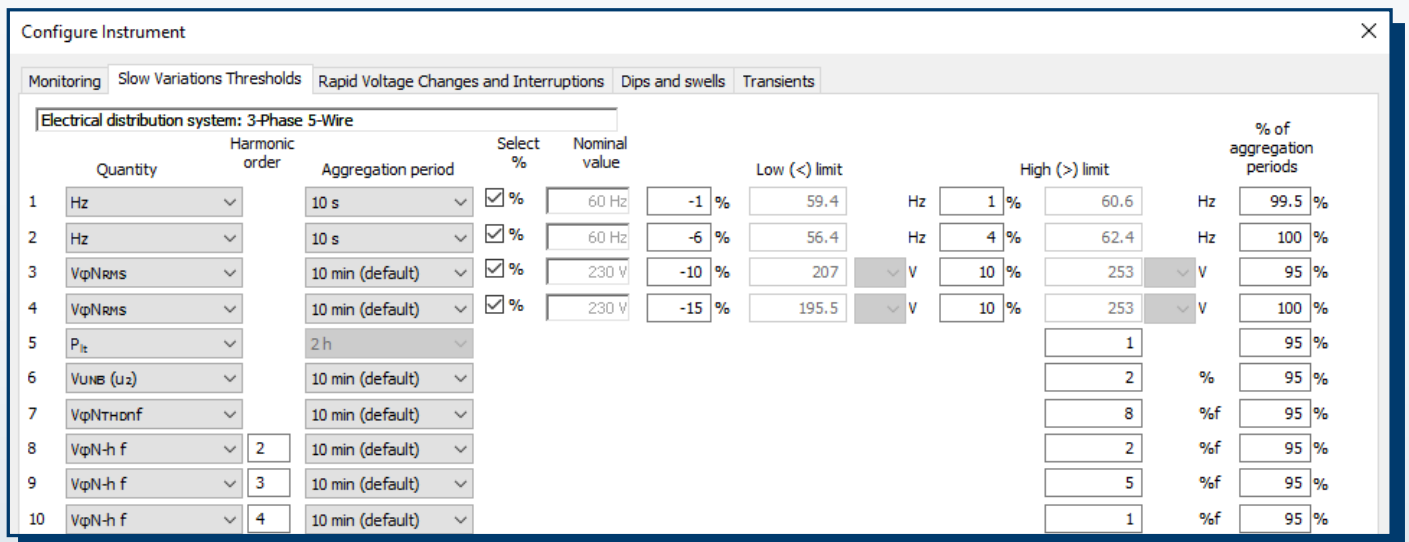 Configure Instrument
Monitoring Slow Variations Thresholds Rapid Voltage Changes and Interruptions Dips and swells Transients
Electrical distribution system: 3-Phase 5-Wire
Quantity Harmonic order Aggregation period Select % Nominal value Low (<) limit High (>) limit % of aggregation periods
1 Hz 10 s % 60 Hz -1 % 59.4 Hz 1 % 60.6 Hz 99.5 %
2 Hz 10 s % 60 Hz -6 % 56.4 Hz 4 % 62.4 Hz 100 %
3 VφNRMS 10 min (default) % 230 V -10 % 207 V 10 % 253 V 95 %
4 VφNRMS 10 min (default) % 230 V -15 % 195.5 V 10 % 253 V 100 %
5 Plt 2 h 1 95 %
6 VUNB (u2) 10 min (default) 2 % 95 %
7 VφNTHDnf 10 min (default) 8 %f 95 %
8 VφN-h f 2 10 min (default) 2 %f 95 %
9 VφN-h f 3 10 min (default) 5 %f 95 %
10 VφN-h f 4 10 min (default) 1 %f 95 %